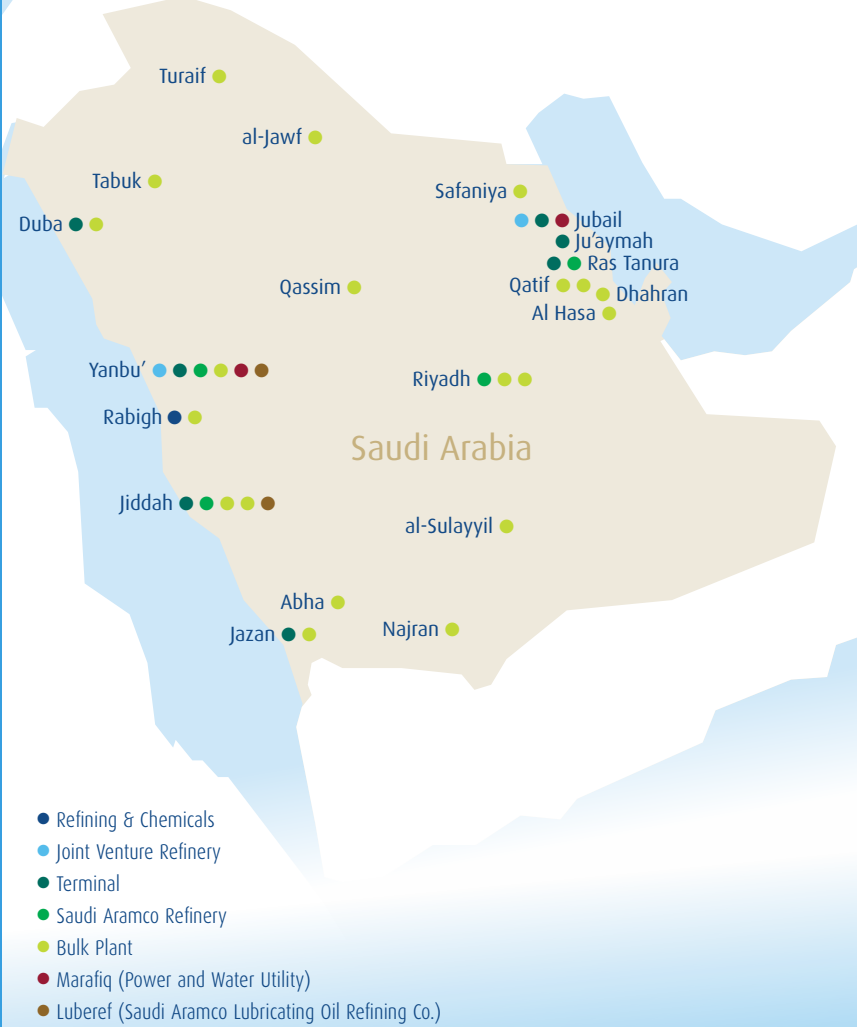 Turaif
al-Jawf
Tabuk
Safaniya
Duba
Jubail
Ju’aymah
Ras Tanura
Qassim
Qatif
Dhahran
Al Hasa
Yanbu’
Riyadh
Rabigh
Saudi Arabia
Jiddah
al-Sulayyil
Abha
Najran
Jazan
Refining & Chemicals
Joint Venture Refinery
Terminal
Saudi Aramco Refinery
Bulk Plant
Marafiq (Power and Water Utility)
Luberef (Saudi Aramco Lubricating Oil Refining Co.)